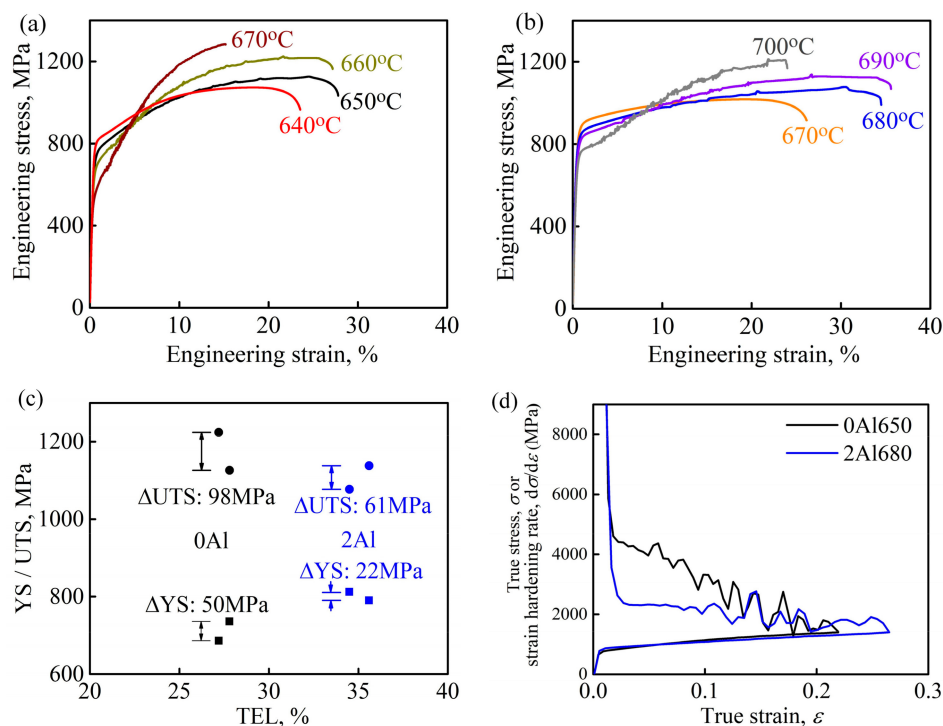 (a)
Engineering stress, MPa
1200
800
400
0
670°C
660°C
650°C
640°C
0 10 20 30 40
Engineering strain, %
(b)
Engineering stress, MPa
1200
800
400
0
700°C
690°C
680°C
670°C
0 10 20 30 40
Engineering strain, %
(c)
YS / UTS, MPa
1200
1000
800
600
ΔUTS: 98MPa
0Al
ΔYS: 50MPa
ΔUTS: 61MPa
2Al
ΔYS: 22MPa
20 25 30 35 40
TEL, %
(d)
True stress, σ or
strain hardening rate, dσ/dε (MPa)
8000
6000
4000
2000
0
0Al650
2Al680
0.0 0.1 0.2 0.3
True strain, ε